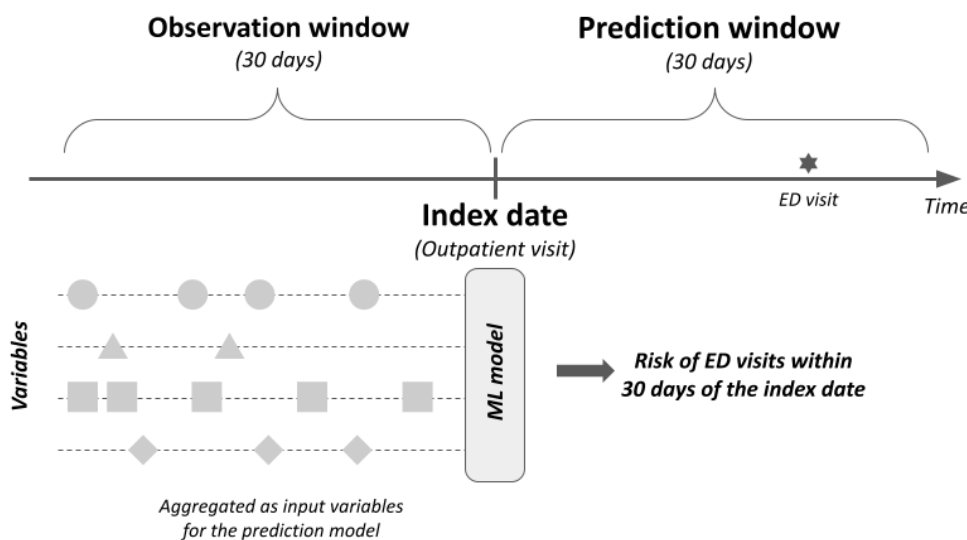 Observation window
(30 days)
Prediction window
(30 days)
ED visit
Time
Index date
(Outpatient visit)
Variables
ML model
Risk of ED visits within
30 days of the index date
Aggregated as input variables
for the prediction model